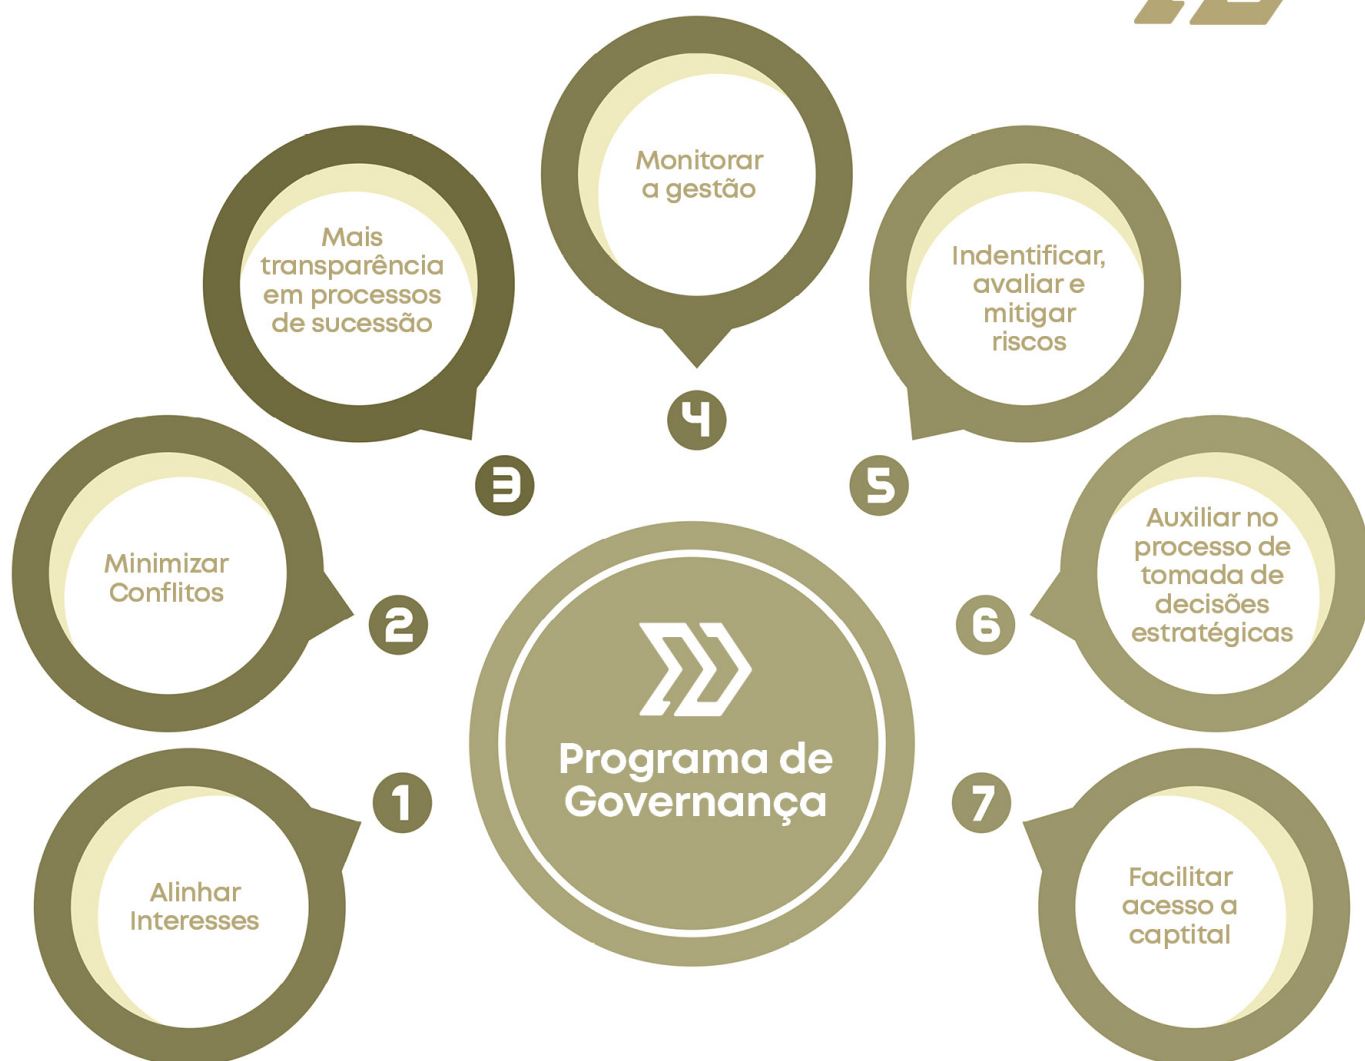 1
Alinhar
Interesses
2
Minimizar
Conflitos
3
Mais
transparência
em processos
de sucessão
4
Monitorar
a gestão
5
Indentificar,
avaliar e
mitigar
riscos
6
Auxiliar no
processo de
tomada de
decisões
estratégicas
7
Facilitar
acesso a
captital
Programa de
Governança